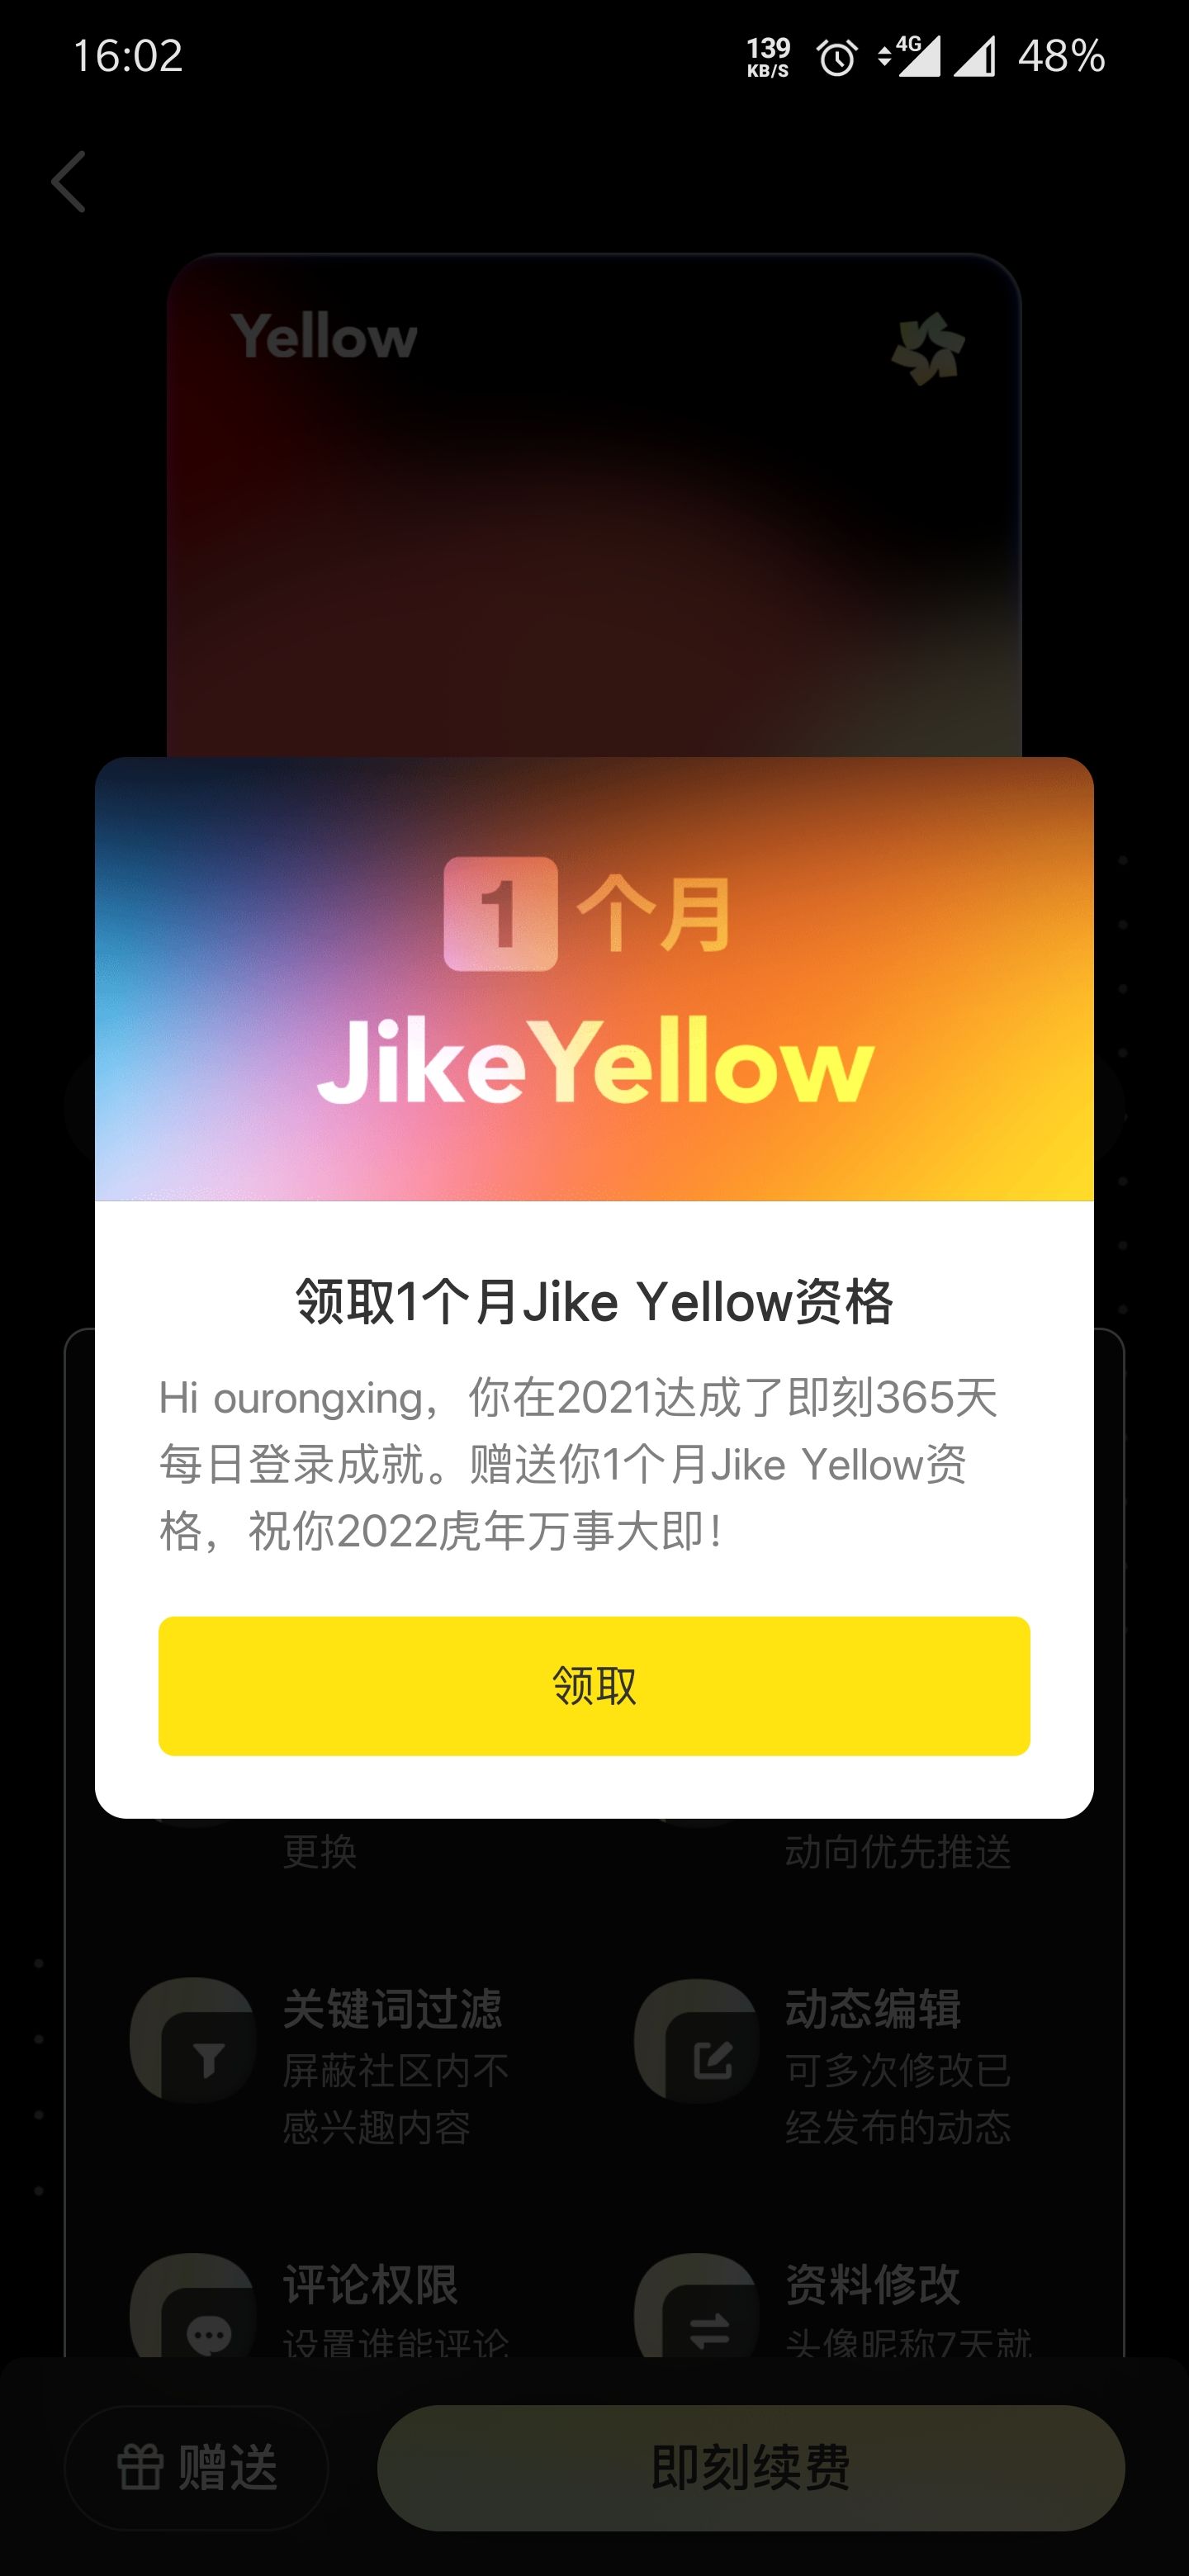 16:02
139 KB/S 4G 48%
Yellow
1个月
JikeYellow
领取1个月Jike Yellow资格
Hi ourongxing，你在2021达成了即刻365天
每日登录成就。赠送你1个月Jike Yellow资
格，祝你2022虎年万事大即！
领取
更换 动向优先推送
关键词过滤 动态编辑
屏蔽社区内不 可多次修改已
感兴趣内容 经发布的动态
评论权限 资料修改
设置谁能评论 头像昵称7天就
赠送 即刻续费